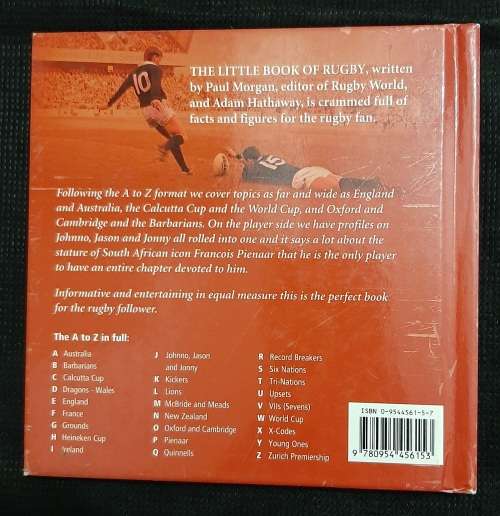 10
15
THE LITTLE BOOK OF RUGBY, written
by Paul Morgan, editor of Rugby World,
and Adam Hathaway, is crammed full of
facts and figures for the rugby fan.
Following the A to Z format we cover topics as far and wide as England
and Australia, the Calcutta Cup and the World Cup, and Oxford and
Cambridge and the Barbarians. On the player side we have profiles on
Johnno, Jason and Jonny all rolled into one and it says a lot about the
stature of South African icon Francois Pienaar that he is the only player
to have an entire chapter devoted to him.
Informative and entertaining in equal measure this is the perfect book
for the rugby follower.
The A to Z in full:
A Australia
B Barbarians
C Calcutta Cup
D Dragons - Wales
E England
F France
G Grounds
H Heineken Cup
I Ireland
J Johnno, Jason
and Jonny
K Kickers
L Lions
M McBride and Meads
N New Zealand
O Oxford and Cambridge
P Pienaar
Q Quinnells
R Record Breakers
S Six Nations
T Tri-Nations
U Upsets
V VIIs (Sevens)
W World Cup
X X-Codes
Y Young Ones
Z Zurich Premiership
ISBN 0-9544561-5-7
9 780954 456153